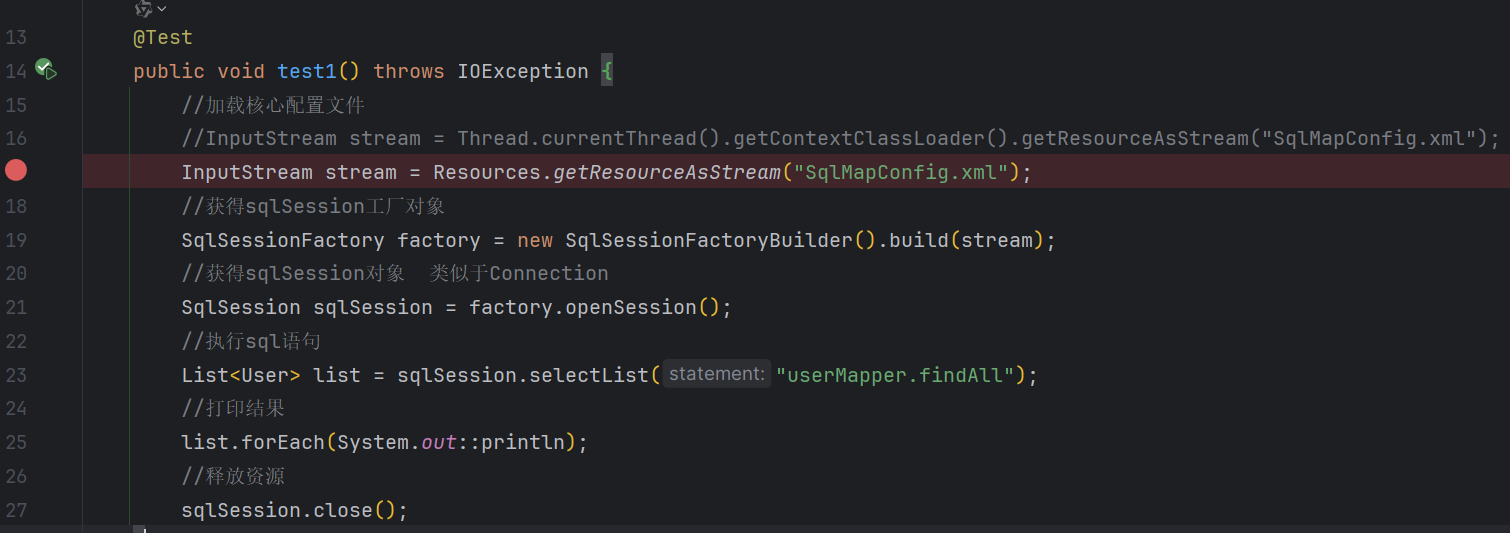 13 @Test
14 public void test1() throws IOException {
15 //加载核心配置文件
16 //InputStream stream = Thread.currentThread().getContextClassLoader().getResourceAsStream("SqlMapConfig.xml");
InputStream stream = Resources.getResourceAsStream("SqlMapConfig.xml");
18 //获得sqlSession工厂对象
19 SqlSessionFactory factory = new SqlSessionFactoryBuilder().build(stream);
20 //获得sqlSession对象  类似于Connection
21 SqlSession sqlSession = factory.openSession();
22 //执行sql语句
23 List<User> list = sqlSession.selectList( statement: "userMapper.findAll");
24 //打印结果
25 list.forEach(System.out::println);
26 //释放资源
27 sqlSession.close();